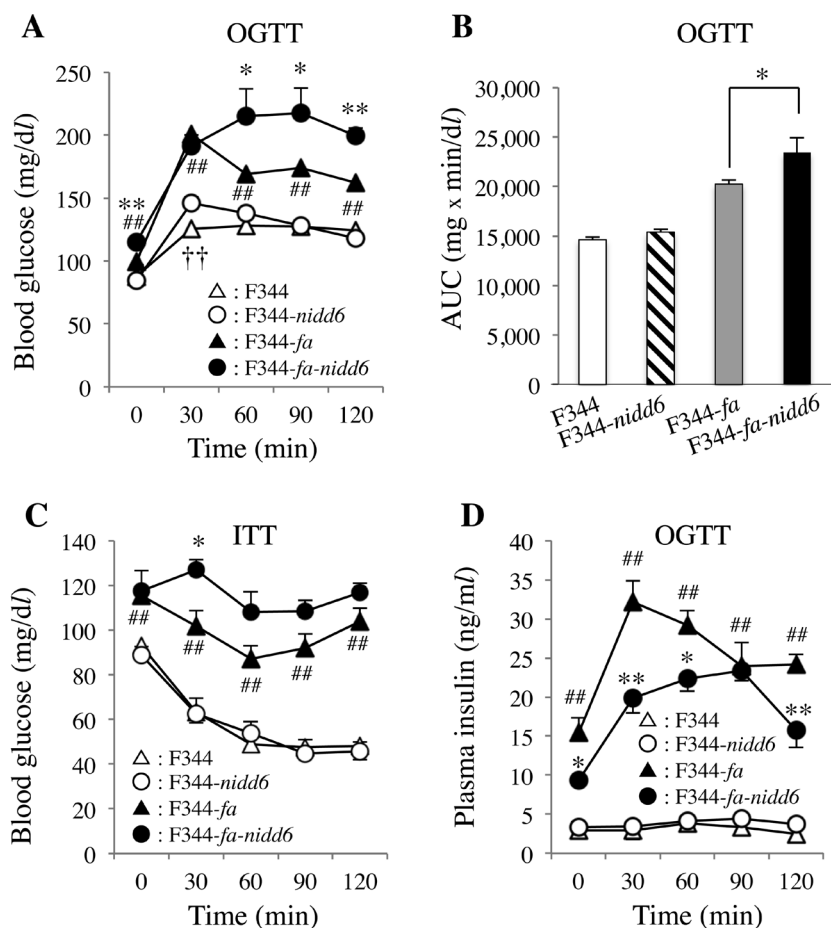 A
OGTT
250
200
150
100
50
0
Blood glucose (mg/dl)
*
*
**
**
##
##
##
##
##
††
△ : F344
○ : F344-nidd6
▲ : F344-fa
● : F344-fa-nidd6
0 30 60 90 120
Time (min)
B
OGTT
30,000
25,000
20,000
15,000
10,000
5,000
0
AUC (mg x min/dl)
*
F344
F344-nidd6
F344-fa
F344-fa-nidd6
C
ITT
140
120
100
80
60
40
20
0
Blood glucose (mg/dl)
*
##
##
##
##
##
△ : F344
○ : F344-nidd6
▲ : F344-fa
● : F344-fa-nidd6
0 30 60 90 120
Time (min)
D
OGTT
40
35
30
25
20
15
10
5
0
Plasma insulin (ng/ml)
##
##
##
##
##
*
**
*
**
△ : F344
○ : F344-nidd6
▲ : F344-fa
● : F344-fa-nidd6
0 30 60 90 120
Time (min)